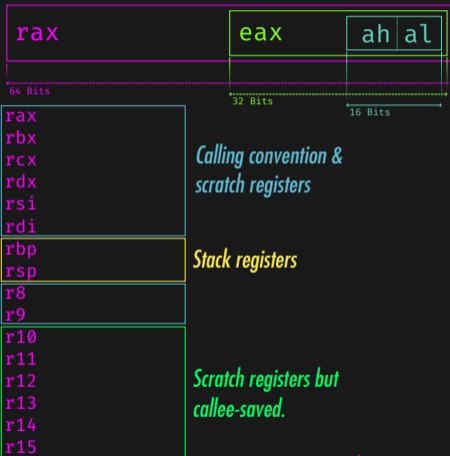 rax eax ah al
64 Bits
32 Bits
16 Bits
rax
rbx
rcx
rdx
rsi
rdi
Calling convention &
scratch registers
rbp
rsp
Stack registers
r8
r9
r10
r11
r12
r13
r14
r15
Scratch registers but
callee-saved.